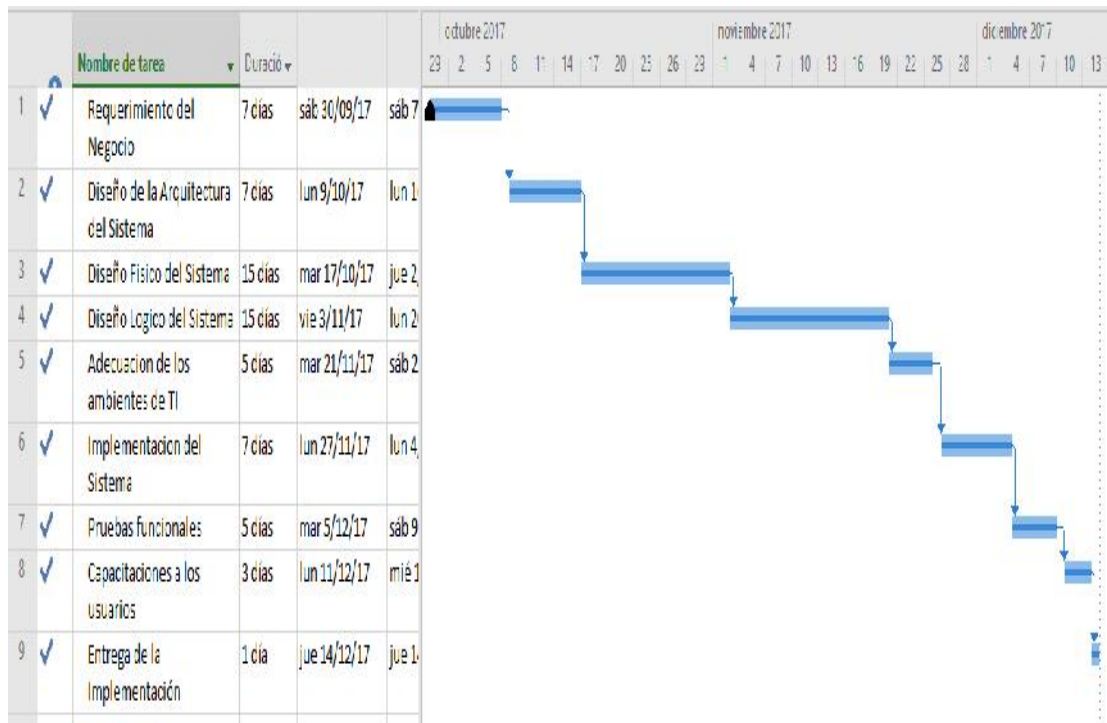 octubre 2017 noviembre 2017 diciembre 2017
Nombre de tarea Duració 29 2 5 8 11 14 17 20 23 26 29 1 4 7 10 13 16 19 22 25 28 1 4 7 10 13
1 Requerimiento del 7 días sáb 30/09/17 sáb 7
Negocio
2 Diseño de la Arquitectura 7 días lun 9/10/17 lun 1
del Sistema
3 Diseño Fisico del Sistema 15 días mar 17/10/17 jue 2,
4 Diseño Logico del Sistema 15 días vie 3/11/17 lun 2
5 Adecuacion de los 5 días mar 21/11/17 sáb 2
ambientes de TI
6 Implementacion del 7 días lun 27/11/17 lun 4,
Sistema
7 Pruebas funcionales 5 días mar 5/12/17 sáb 9
8 Capacitaciones a los 3 días lun 11/12/17 mié 1
usuarios
9 Entrega de la 1 día jue 14/12/17 jue 1
Implementación